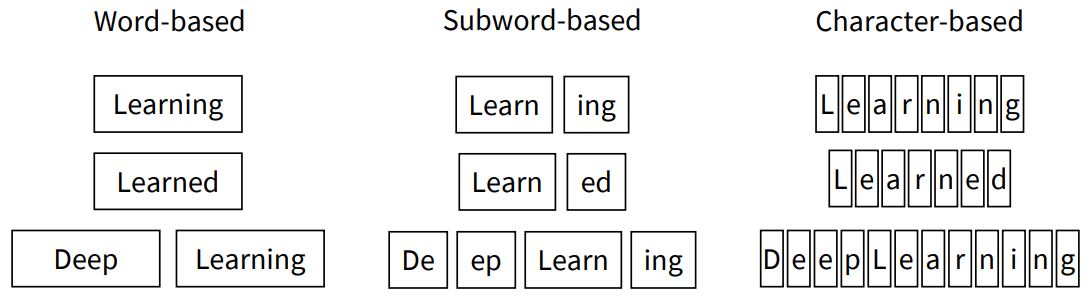 Word-based Subword-based Character-based
Learning Learn ing L e a r n i n g
Learned Learn ed L e a r n e d
Deep Learning De ep Learn ing D e e p L e a r n i n g